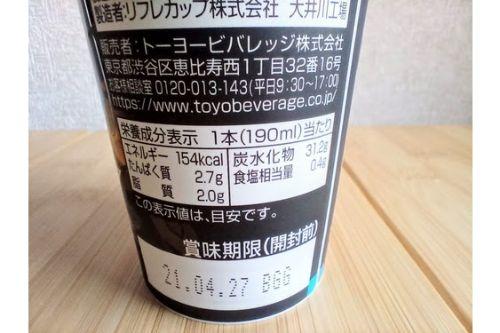 製造者:リフレカップ株式会社 大井川工場
販売者:トーヨービバレッジ株式会社
東京都渋谷区恵比寿西1丁目32番16号
お客様相談室 0120-013-143(平日9:30~17:00)
https://www.toyobeverage.co.jp/
栄養成分表示 1本(190ml)当たり
エネルギー 154kcal 炭水化物 31.2g
たんぱく質 2.7g 食塩相当量 0.4g
脂質 2.0g
この表示値は、目安です。
賞味期限(開封前)
21.04.27 BGG